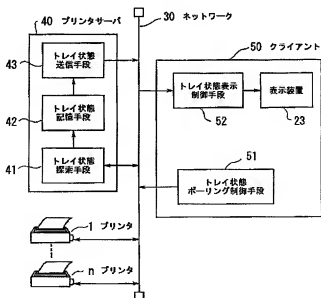 40 プリンタサーバ
30 ネットワーク
50 クライアント
43
トレイ状態
送信手段
42
トレイ状態
記憶手段
41
トレイ状態
探索手段
トレイ状態表示
制御手段
52
表示装置
23
51
トレイ状態
ポーリング制御手段
1 プリンタ
n プリンタ